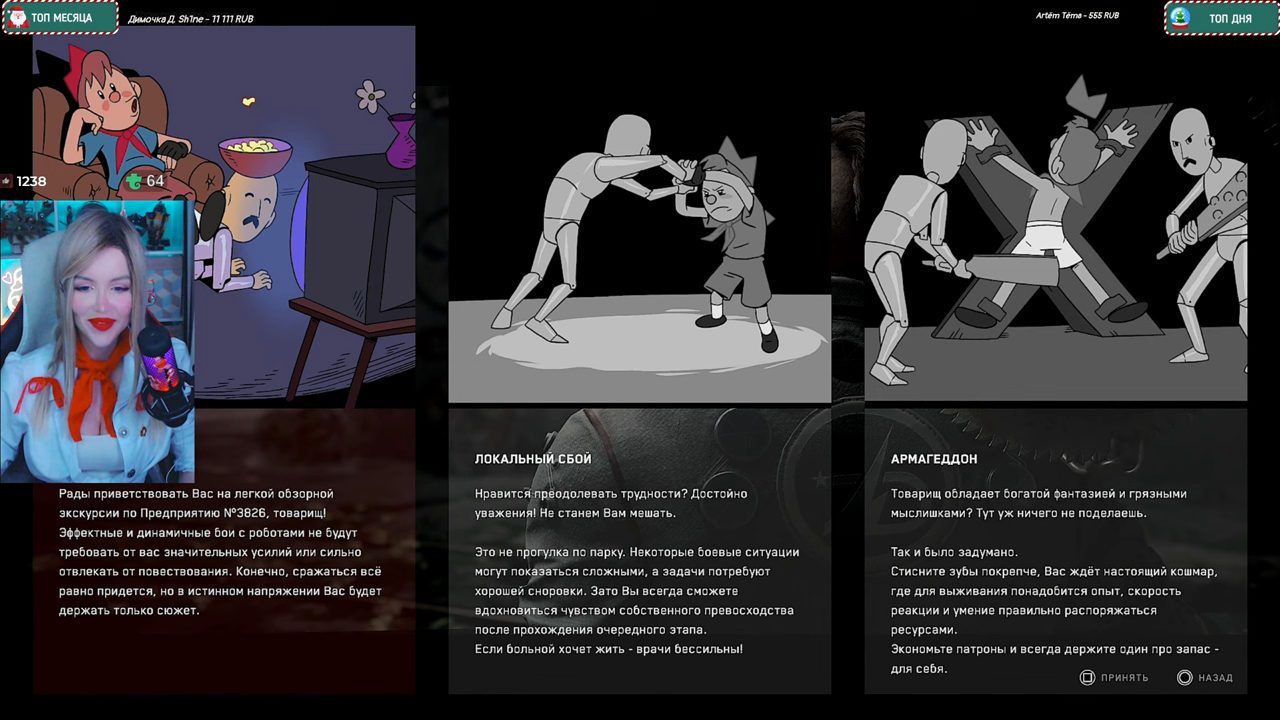 ТОП МЕСЯЦА
Димочка Д. Sh1ne - 11 111 RUB
Artém Téma - 555 RUB
ТОП ДНЯ
1238
64
Рады приветствовать Вас на легкой обзорной
экскурсии по Предприятию №3826, товарищ!
Эффектные и динамичные бои с роботами не будут
требовать от вас значительных усилий или сильно
отвлекать от повествования. Конечно, сражаться всё
равно придется, но в истинном напряжении Вас будет
держать только сюжет.
ЛОКАЛЬНЫЙ СБОЙ
Нравится преодолевать трудности? Достойно
уважения! Не станем Вам мешать.
Это не прогулка по парку. Некоторые боевые ситуации
могут показаться сложными, а задачи потребуют
хорошей сноровки. Зато Вы всегда сможете
вдохновиться чувством собственного превосходства
после прохождения очередного этапа.
Если больной хочет жить - врачи бессильны!
АРМАГЕДДОН
Товарищ обладает богатой фантазией и грязными
мыслишками? Тут уж ничего не поделаешь.
Так и было задумано.
Стисните зубы покрепче, Вас ждёт настоящий кошмар,
где для выживания понадобится опыт, скорость
реакции и умение правильно распоряжаться
ресурсами.
Экономьте патроны и всегда держите один про запас -
для себя.
ПРИНЯТЬ
НАЗАД